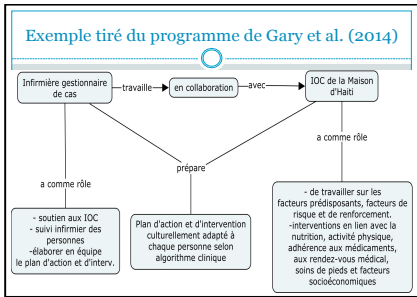 Exemple tiré du programme de Gary et al. (2014)
Infirmière gestionnaire
de cas
travaille
en collaboration
avec
IOC de la Maison
d'Haiti
a comme rôle
prépare
a comme rôle
- soutien aux IOC
- suivi infirmier des
personnes
- élaborer en équipe
le plan d'action et d'interv.
Plan d'action et d'intervention
culturellement adapté à
chaque personne selon
algorithme clinique
- de travailler sur les
facteurs prédisposants, facteurs de
risque et de renforcement.
-interventions en lien avec la
nutrition, activité physique,
adhérence aux médicaments,
aux rendez-vous médical,
soins de pieds et facteurs
socioéconomiques